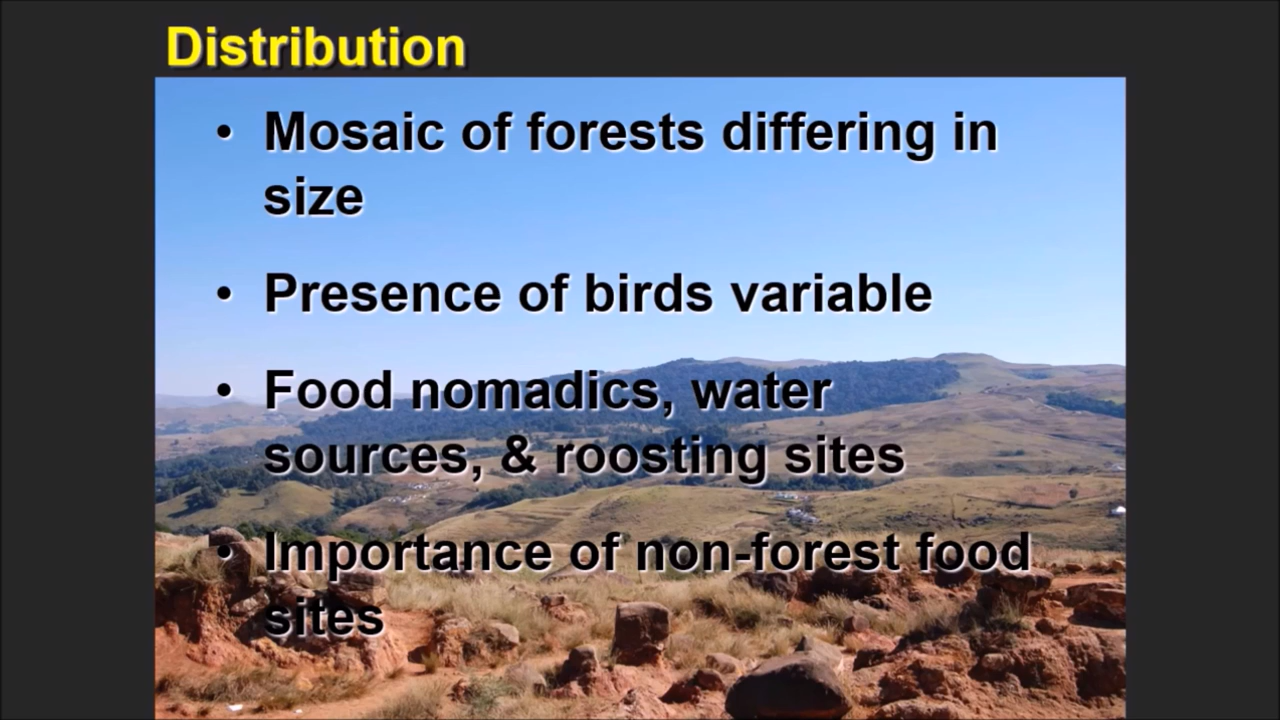 Distribution
• Mosaic of forests differing in
size
• Presence of birds variable
• Food nomadics, water
sources, & roosting sites
• Importance of non-forest food
sites